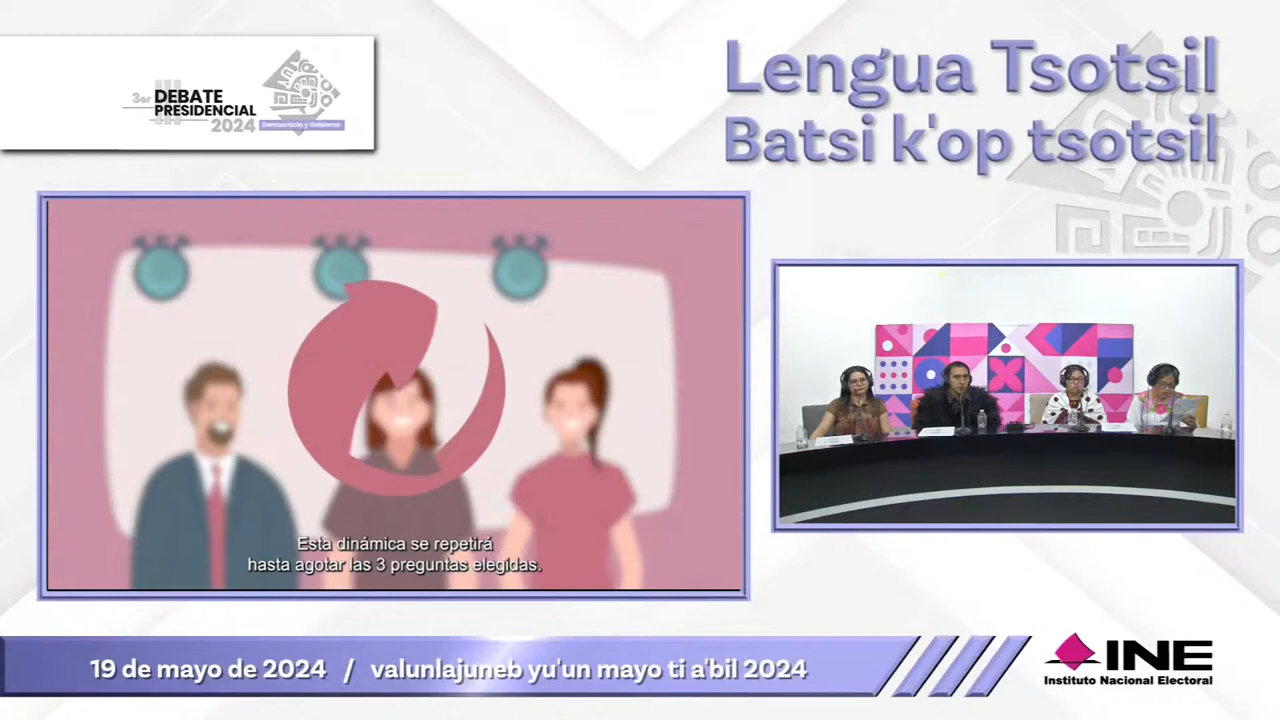 3er DEBATE
PRESIDENCIAL
2024
Democracia y Gobierno
Lengua Tsotsil
Batsi k'op tsotsil
Esta dinámica se repetirá
hasta agotar las 3 preguntas elegidas.
19 de mayo de 2024 / valunlajuneb yu'un mayo ti a'bil 2024
INE
Instituto Nacional Electoral